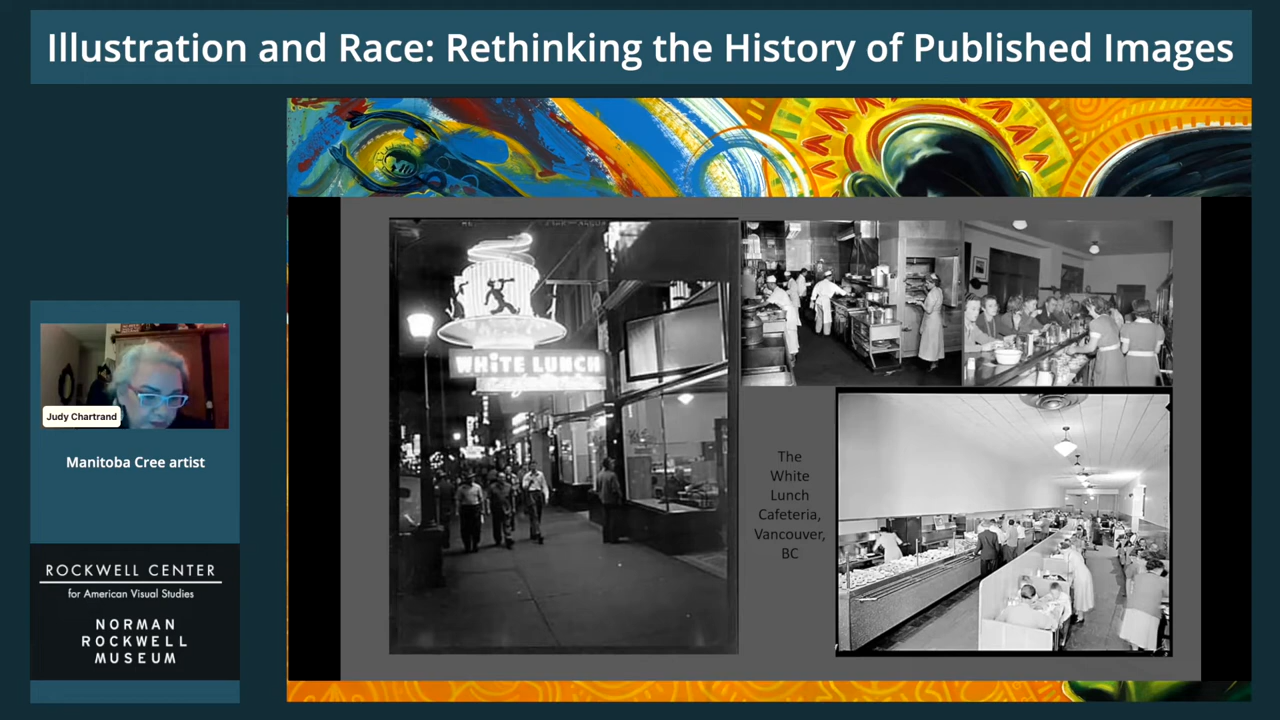 Illustration and Race: Rethinking the History of Published Images
WHITE LUNCH
The
White
Lunch
Cafeteria,
Vancouver,
BC
Judy Chartrand
Manitoba Cree artist
ROCKWELL CENTER
for American Visual Studies
NORMAN
ROCKWELL
MUSEUM